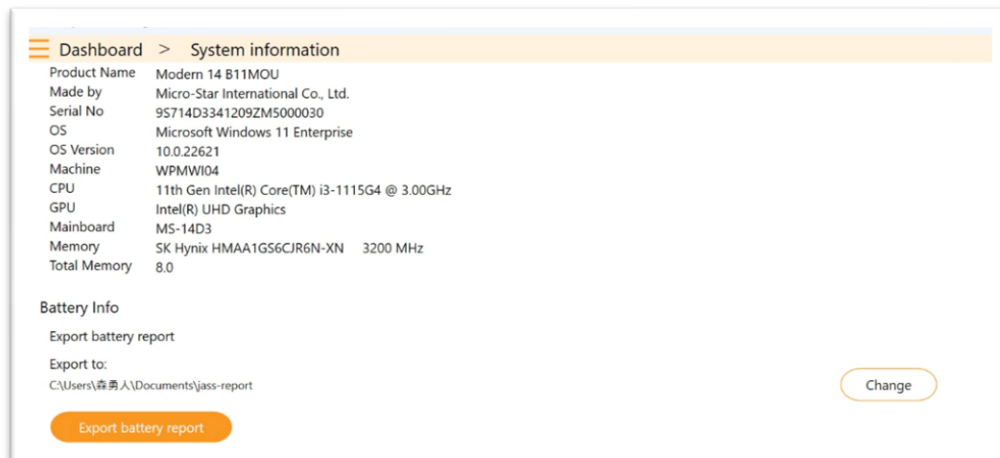 Dashboard > System information
Product Name Modern 14 B11MOU
Made by Micro-Star International Co., Ltd.
Serial No 9S714D3341209ZM5000030
OS Microsoft Windows 11 Enterprise
OS Version 10.0.22621
Machine WPMWI04
CPU 11th Gen Intel(R) Core(TM) i3-1115G4 @ 3.00GHz
GPU Intel(R) UHD Graphics
Mainboard MS-14D3
Memory SK Hynix HMAA1GS6CJR6N-XN 3200 MHz
Total Memory 8.0
Battery Info
Export battery report
Export to:
C:\Users\森勇人\Documents\jass-report
Change
Export battery report